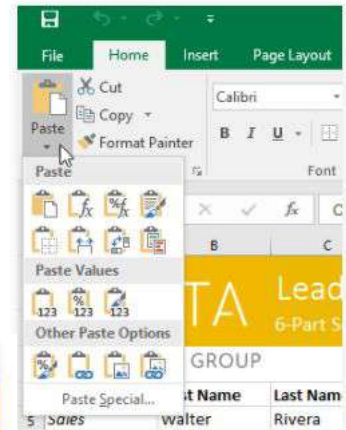 File Home Insert Page Layout
Cut
Copy
Paste
Format Painter
Calibri
B I U
Font
Paste
fx
B C
Paste Values
123 123 123
Other Paste Options
Paste Special...
TA Lead
6-Part S
GROUP
st Name Last Nam
5 Sales Walter Rivera